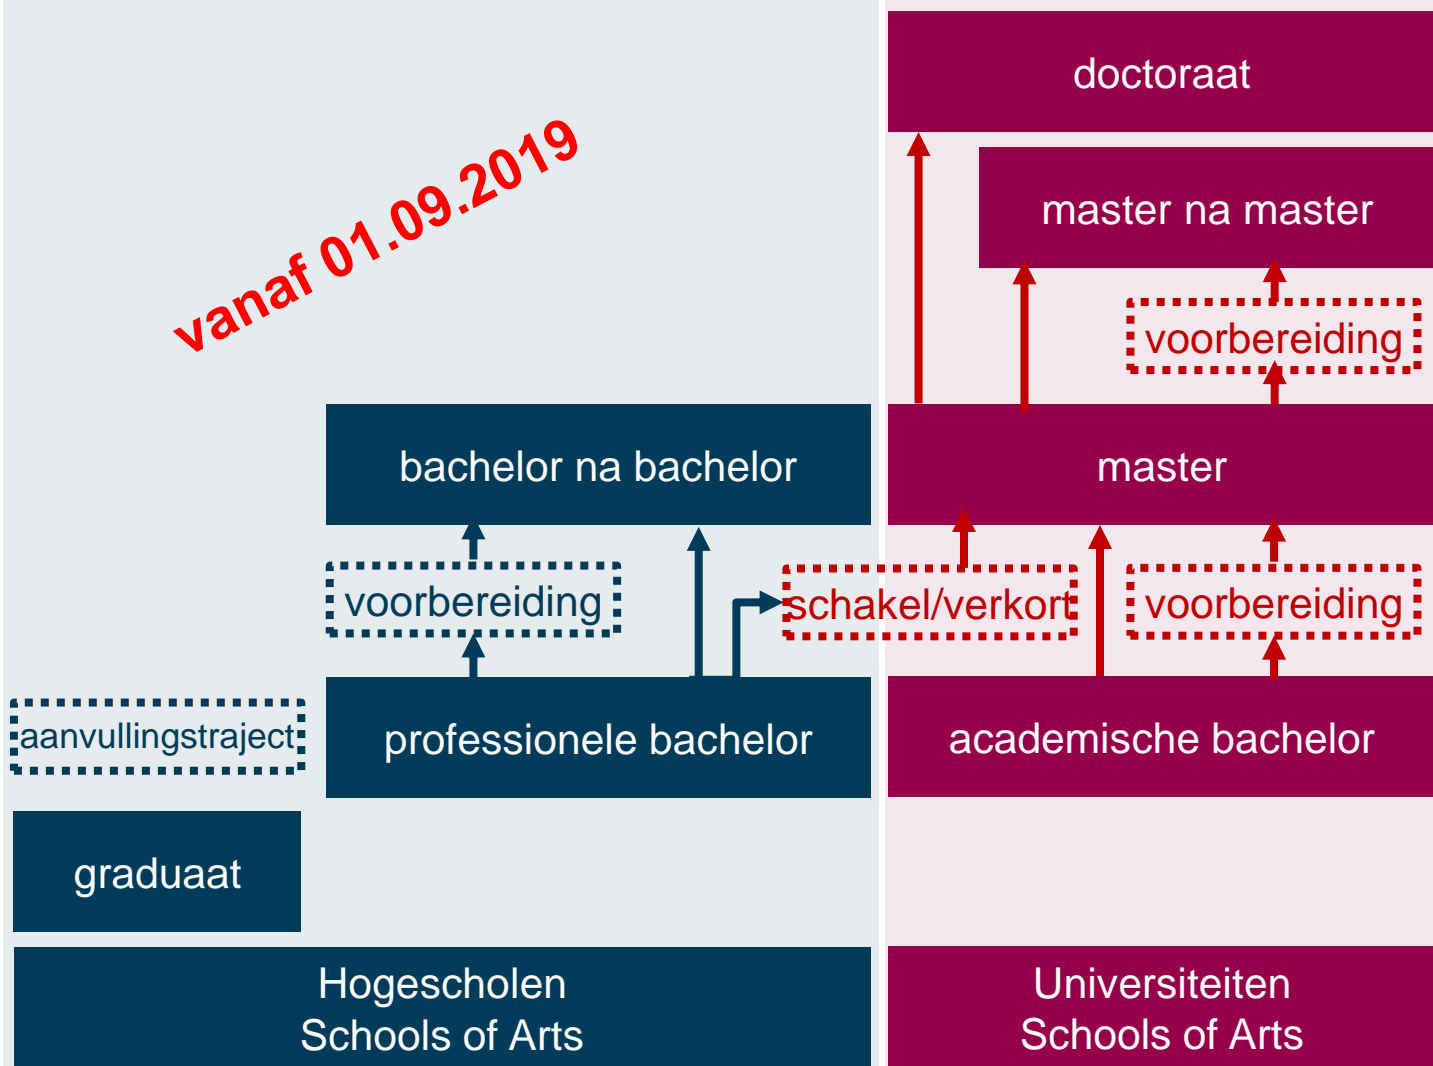 doctoraat
vanaf 01.09.2019
master na master
voorbereiding
bachelor na bachelor
master
voorbereiding
schakel/verkort
voorbereiding
aanvullingstraject
professionele bachelor
academische bachelor
graduaat
Hogescholen
Schools of Arts
Universiteiten
Schools of Arts